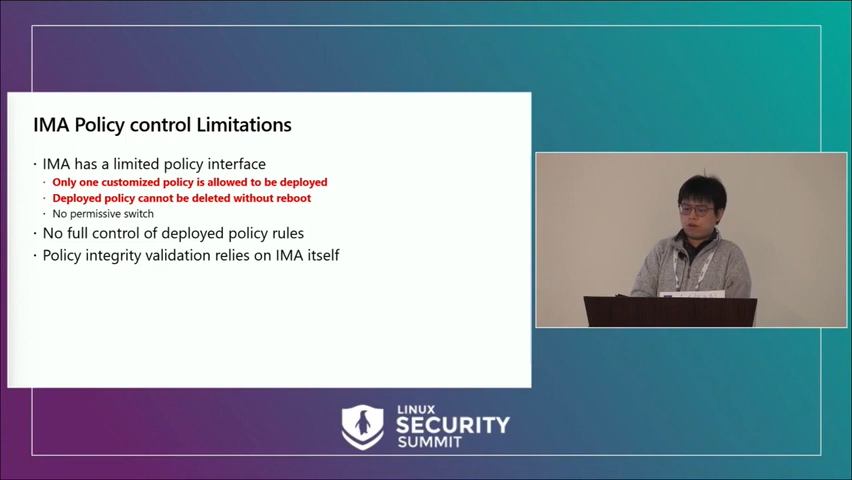 IMA Policy control Limitations
· IMA has a limited policy interface
· Only one customized policy is allowed to be deployed
· Deployed policy cannot be deleted without reboot
· No permissive switch
· No full control of deployed policy rules
· Policy integrity validation relies on IMA itself
LINUX
SECURITY
SUMMIT